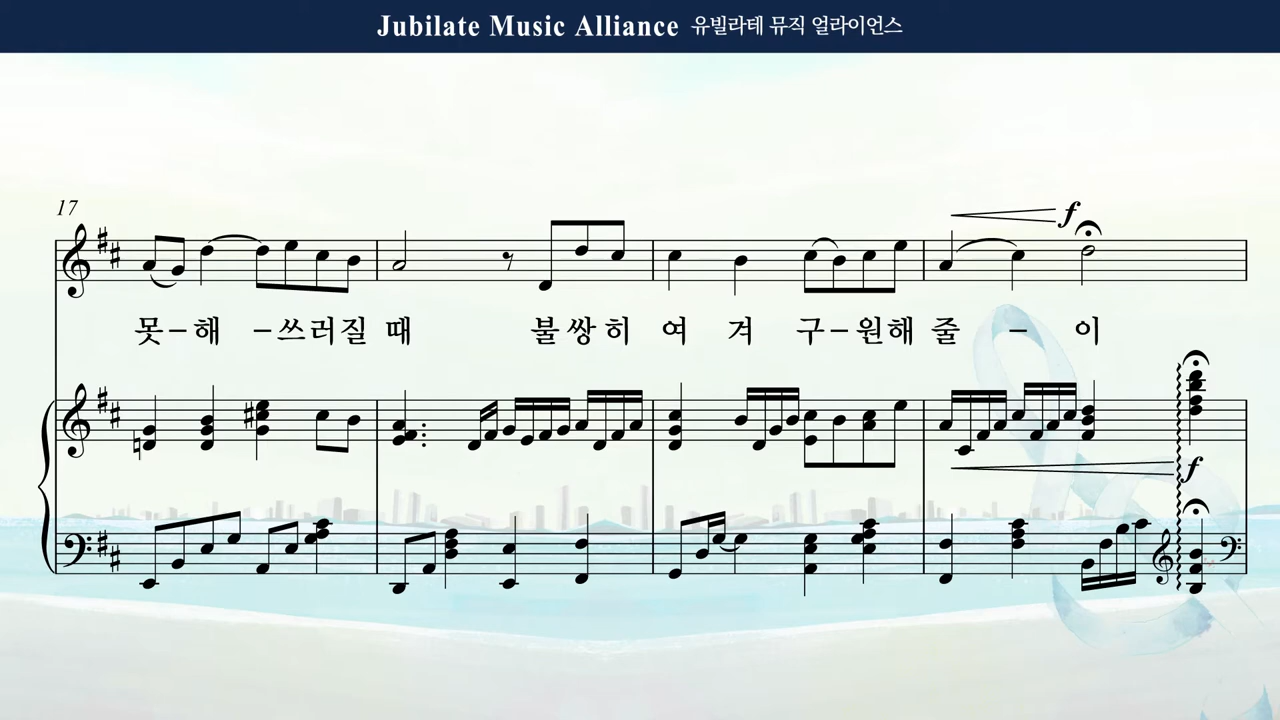 Jubilate Music Alliance 유빌라테 뮤직 얼라이언스
17
f
못-해 -쓰러질 때 불쌍히 여 겨 구-원해 줄 - 이
f